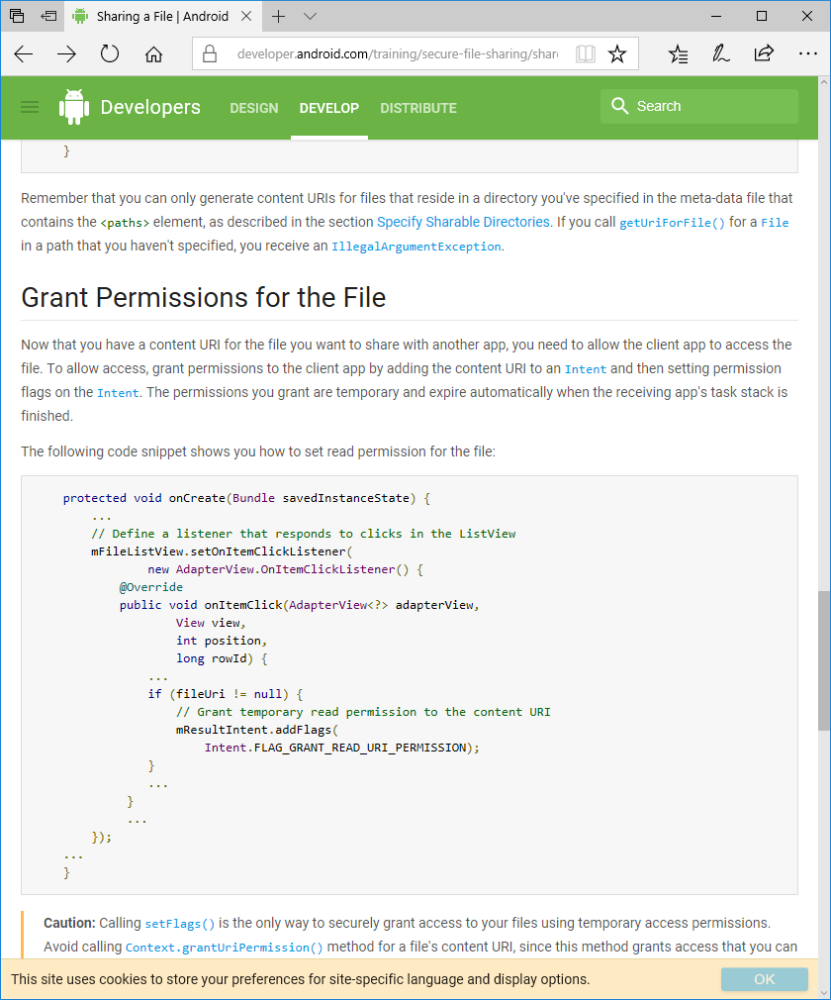 Sharing a File | Android
developer.android.com/training/secure-file-sharing/shar
Developers
DESIGN
DEVELOP
DISTRIBUTE
Search
}
Remember that you can only generate content URIs for files that reside in a directory you've specified in the meta-data file that
contains the <paths> element, as described in the section Specify Sharable Directories. If you call getUriForFile() for a File
in a path that you haven't specified, you receive an IllegalArgumentException.
Grant Permissions for the File
Now that you have a content URI for the file you want to share with another app, you need to allow the client app to access the
file. To allow access, grant permissions to the client app by adding the content URI to an Intent and then setting permission
flags on the Intent. The permissions you grant are temporary and expire automatically when the receiving app's task stack is
finished.
The following code snippet shows you how to set read permission for the file:
protected void onCreate(Bundle savedInstanceState) {
...
// Define a listener that responds to clicks in the ListView
mFileListView.setOnItemClickListener(
new AdapterView.OnItemClickListener() {
@Override
public void onItemClick(AdapterView<?> adapterView,
View view,
int position,
long rowId) {
...
if (fileUri != null) {
// Grant temporary read permission to the content URI
mResultIntent.addFlags(
Intent.FLAG_GRANT_READ_URI_PERMISSION);
}
...
}
...
});
...
}
Caution: Calling setFlags() is the only way to securely grant access to your files using temporary access permissions.
Avoid calling Context.grantUriPermission() method for a file's content URI, since this method grants access that you can
This site uses cookies to store your preferences for site-specific language and display options.
OK